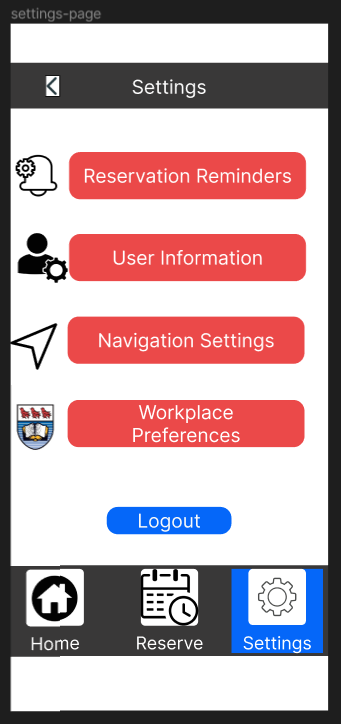 settings-page
Settings
Reservation Reminders
User Information
Navigation Settings
Workplace
Preferences
Logout
Home
Reserve
Settings